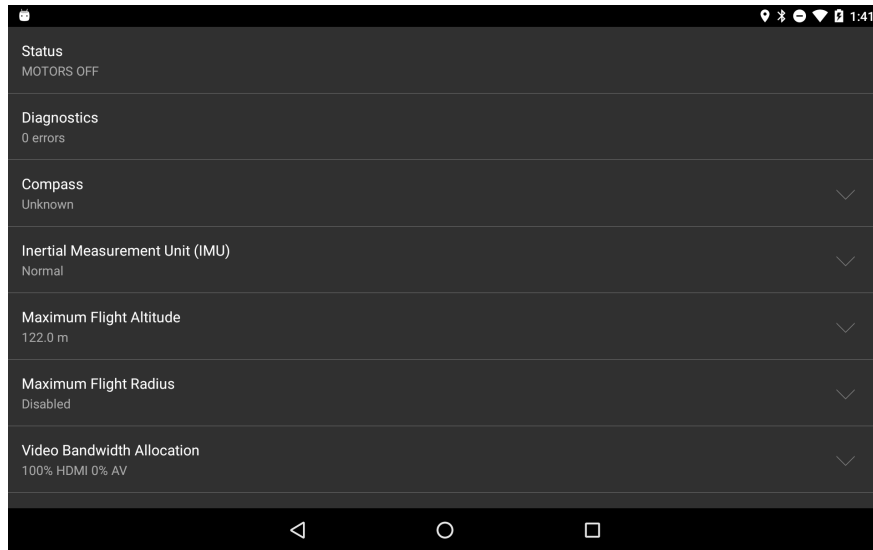 1:41
Status
MOTORS OFF
Diagnostics
0 errors
Compass
Unknown
Inertial Measurement Unit (IMU)
Normal
Maximum Flight Altitude
122.0 m
Maximum Flight Radius
Disabled
Video Bandwidth Allocation
100% HDMI 0% AV